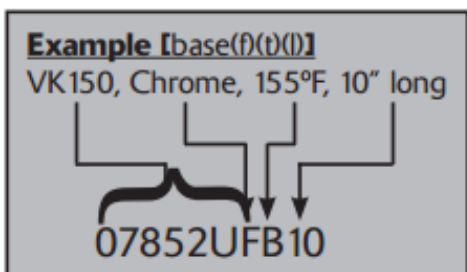 Example [base(f)(t)(l)]
VK150, Chrome, 155ºF, 10" long
07852UFB10